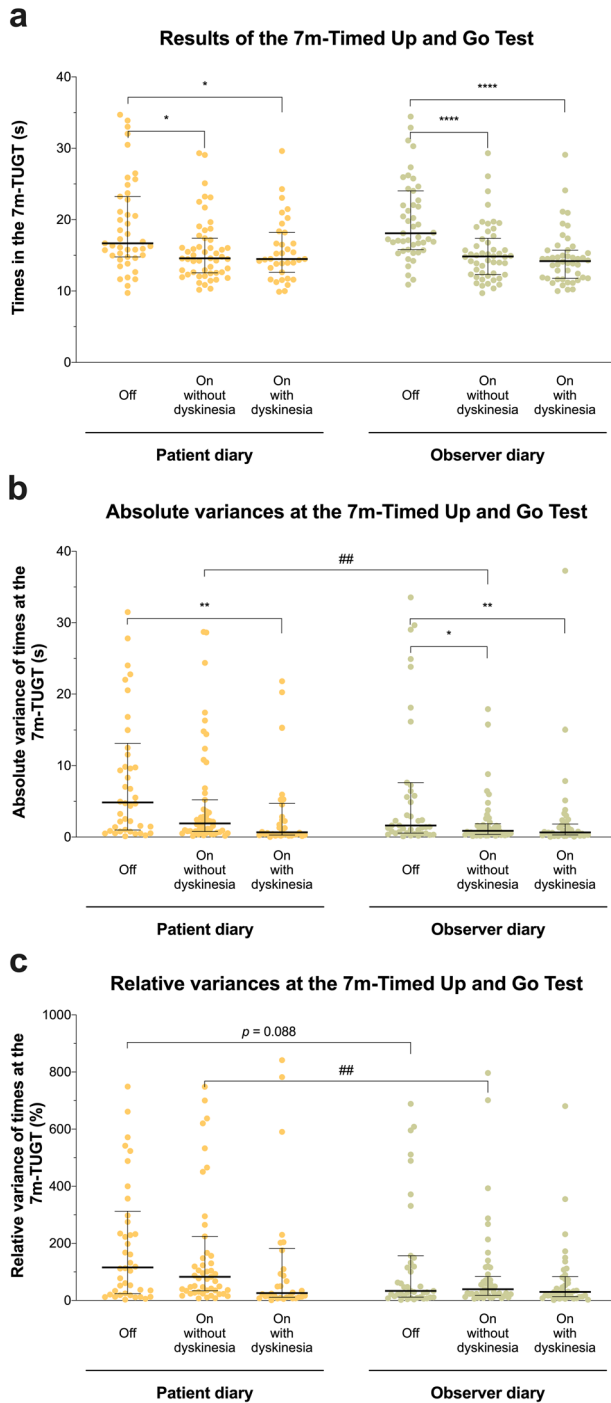 a
Results of the 7m-Timed Up and Go Test
Times in the 7m-TUGT (s)
40
30
20
10
0
*
*
****
****
Off
On
without
dyskinesia
On
with
dyskinesia
Off
On
without
dyskinesia
On
with
dyskinesia
Patient diary
Observer diary
b
Absolute variances at the 7m-Timed Up and Go Test
Absolute variance of times at the
7m-TUGT (s)
40
30
20
10
0
##
**
**
*
Off
On
without
dyskinesia
On
with
dyskinesia
Off
On
without
dyskinesia
On
with
dyskinesia
Patient diary
Observer diary
c
Relative variances at the 7m-Timed Up and Go Test
Relative variance of times at the
7m-TUGT (%)
1000
800
600
400
200
0
p = 0.088
##
Off
On
without
dyskinesia
On
with
dyskinesia
Off
On
without
dyskinesia
On
with
dyskinesia
Patient diary
Observer diary